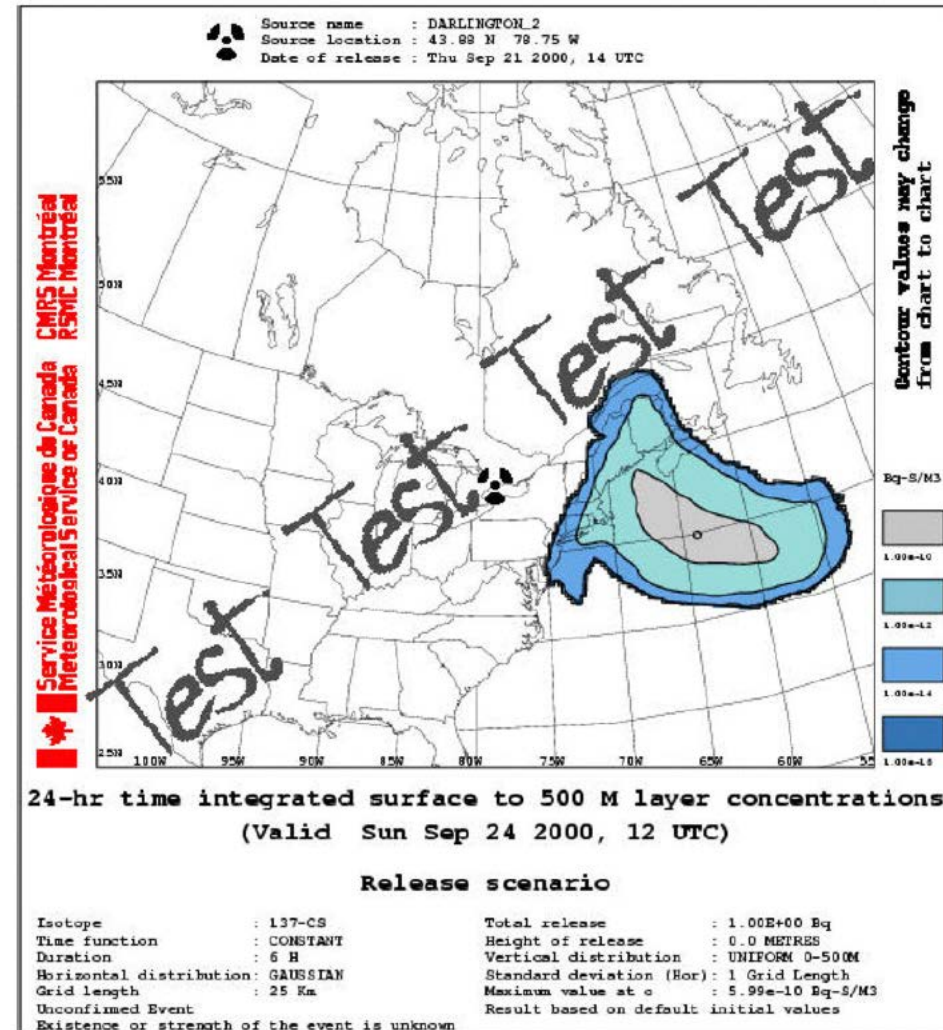 Source name : DARLINGTON_2
Source location : 43.88 N 78.75 W
Date of release : Thu Sep 21 2000, 14 UTC
Service Météorologique du Canada CMRS Montréal
Meteorological Service of Canada RSMC Montréal
Test
Test
Test
Test
Contour values may change
from chart to chart
55N
50N
45N
40N
35N
30N
25N
100W 95W 90W 85W 80W 75W 70W 65W 60W 55
Bq-S/M3
1.00e-10
1.00e-12
1.00e-14
1.00e-16
24-hr time integrated surface to 500 M layer concentrations
(Valid Sun Sep 24 2000, 12 UTC)
Release scenario
Isotope : 137-CS Total release : 1.00E+00 Bq
Time function : CONSTANT Height of release : 0.0 METRES
Duration : 6 H Vertical distribution : UNIFORM 0-500M
Horizontal distribution: GAUSSIAN Standard deviation (Hor): 1 Grid Length
Grid length : 25 Km Maximum value at o : 5.99e-10 Bq-S/M3
Unconfirmed Event Result based on default initial values
Existence or strength of the event is unknown